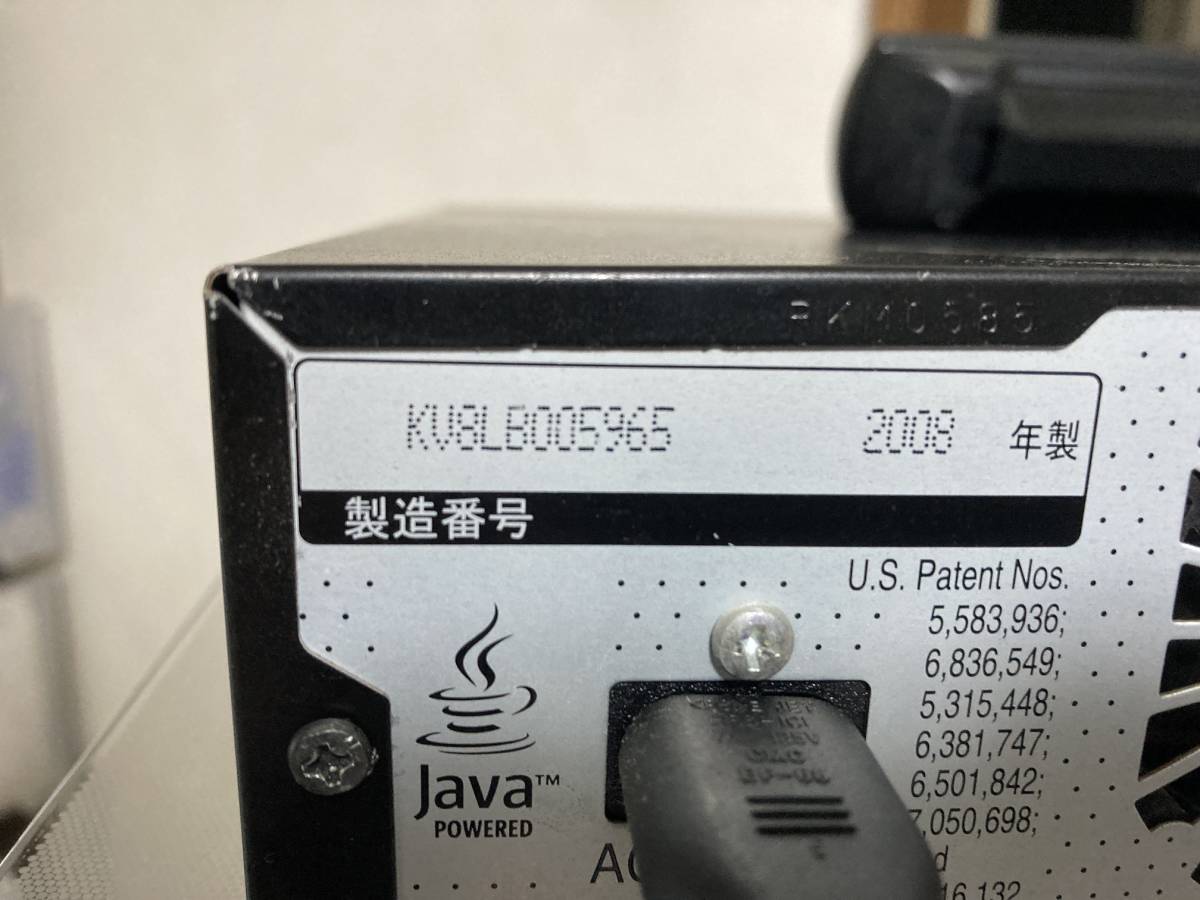 RKM0585
KV8LB005965 2008 年製
製造番号
U.S. Patent Nos.
5,583,936;
6,836,549;
5,315,448;
6,381,747;
6,501,842;
7,050,698;
Java™
POWERED